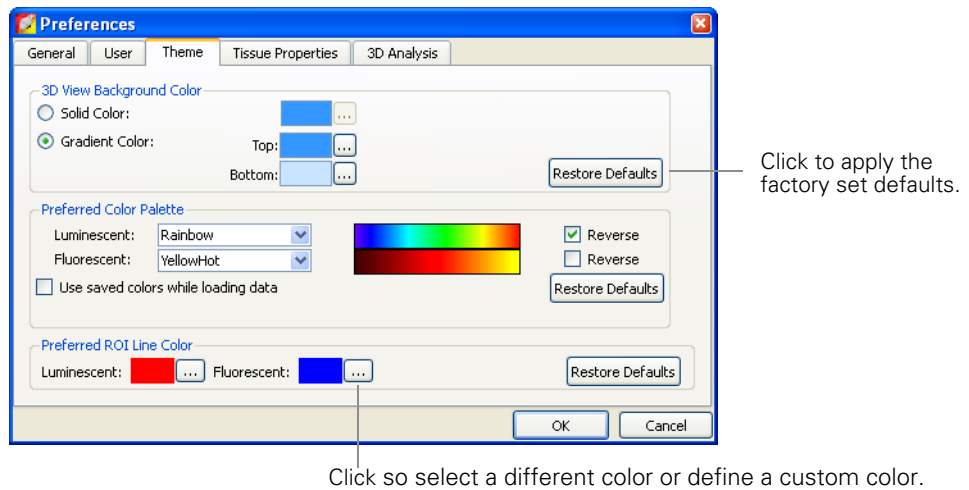 Preferences
General User Theme Tissue Properties 3D Analysis
3D View Background Color
Solid Color: ...
Gradient Color: Top: ...
Bottom: ... Restore Defaults
Click to apply the
factory set defaults.
Preferred Color Palette
Luminescent: Rainbow Reverse
Fluorescent: YellowHot Reverse
Use saved colors while loading data Restore Defaults
Preferred ROI Line Color
Luminescent: ... Fluorescent: ... Restore Defaults
OK Cancel
Click so select a different color or define a custom color.